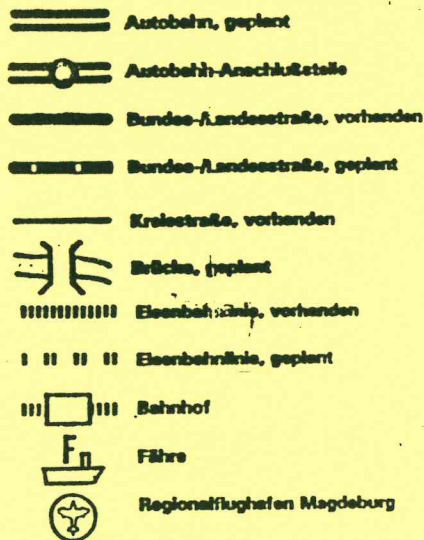 Autobahn, geplant
Autobahn-Anschlußstelle
Bundes-/Landesstraße, vorhanden
Bundes-/Landesstraße, geplant
Kreisstraße, vorhanden
Brücke, geplant
Eisenbahnlinie, vorhanden
Eisenbahnlinie, geplant
Bahnhof
F Fähre
Regionalflughafen Magdeburg